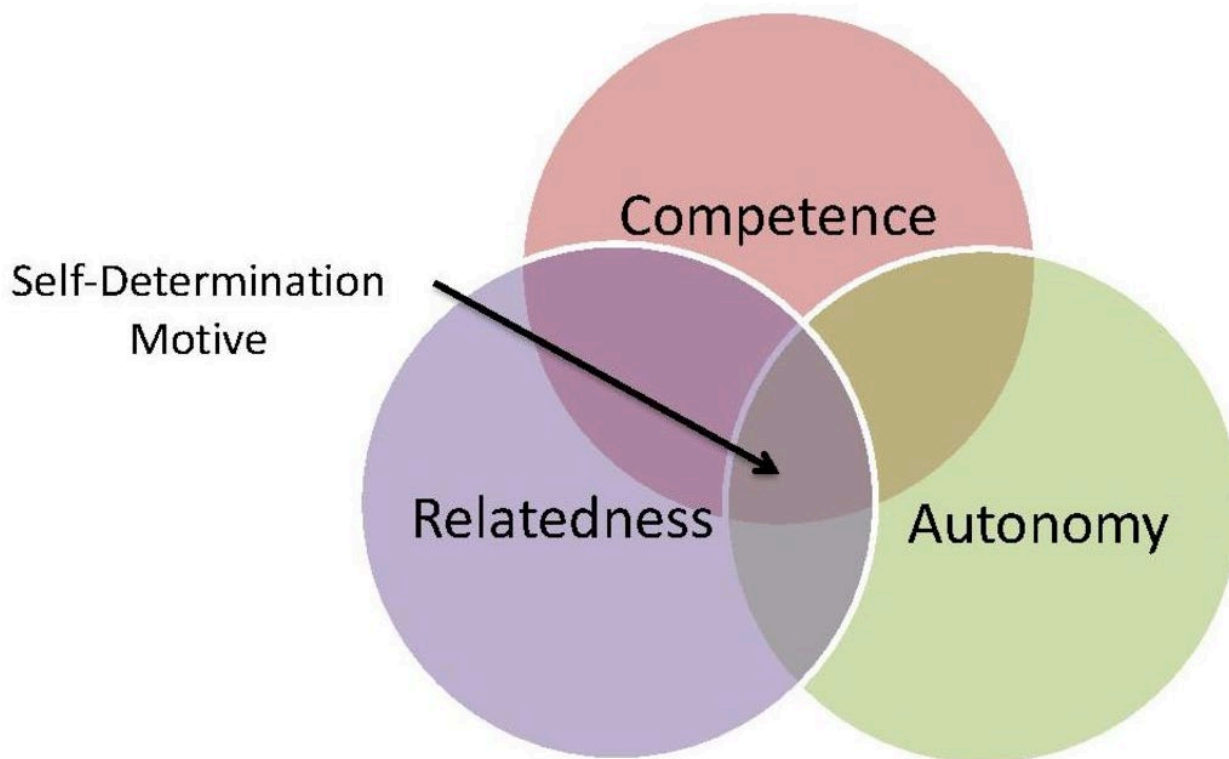 Competence
Self-Determination
Motive
Relatedness
Autonomy